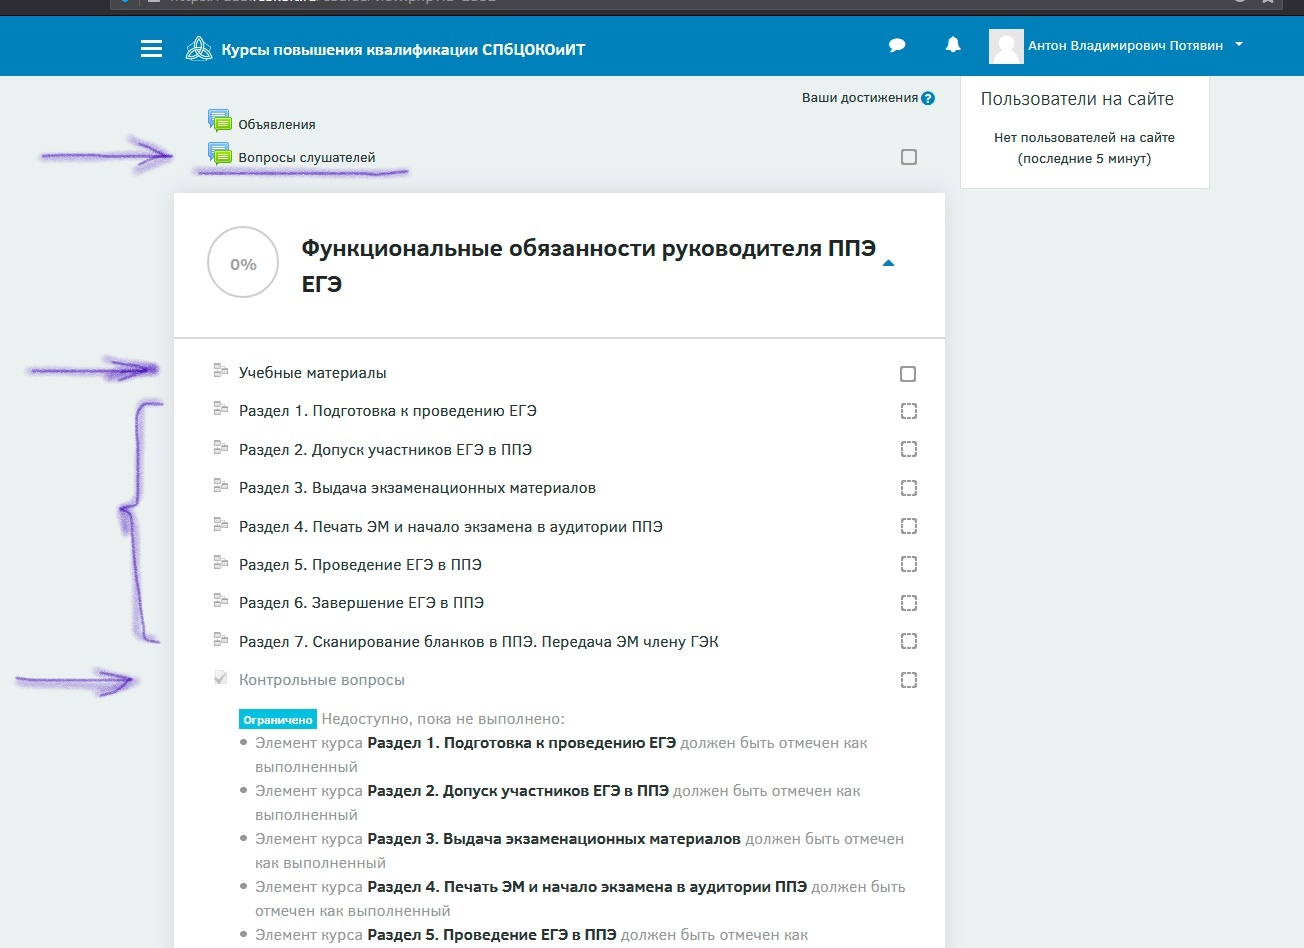 Курсы повышения квалификации СПбЦОКОиИТ
Антон Владимирович Потявин
Ваши достижения
Объявления
Вопросы слушателей
Пользователи на сайте
Нет пользователей на сайте
(последние 5 минут)
0%
Функциональные обязанности руководителя ППЭ
ЕГЭ
Учебные материалы
Раздел 1. Подготовка к проведению ЕГЭ
Раздел 2. Допуск участников ЕГЭ в ППЭ
Раздел 3. Выдача экзаменационных материалов
Раздел 4. Печать ЭМ и начало экзамена в аудитории ППЭ
Раздел 5. Проведение ЕГЭ в ППЭ
Раздел 6. Завершение ЕГЭ в ППЭ
Раздел 7. Сканирование бланков в ППЭ. Передача ЭМ члену ГЭК
Контрольные вопросы
Ограничено Недоступно, пока не выполнено:
Элемент курса Раздел 1. Подготовка к проведению ЕГЭ должен быть отмечен как
выполненный
Элемент курса Раздел 2. Допуск участников ЕГЭ в ППЭ должен быть отмечен как
выполненный
Элемент курса Раздел 3. Выдача экзаменационных материалов должен быть отмечен
как выполненный
Элемент курса Раздел 4. Печать ЭМ и начало экзамена в аудитории ППЭ должен быть
отмечен как выполненный
Элемент курса Раздел 5. Проведение ЕГЭ в ППЭ должен быть отмечен как